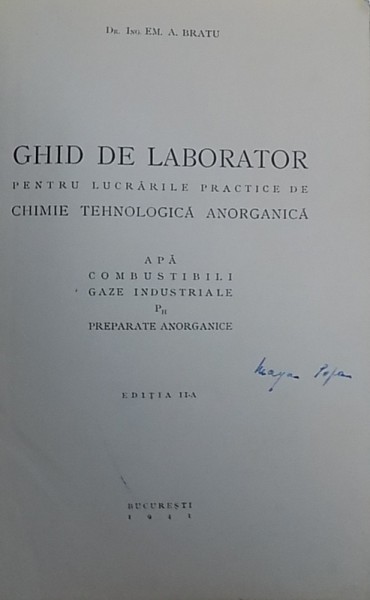 Dr. Ing EM. A. BRATU
GHID DE LABORATOR
PENTRU LUCRĂRILE PRACTICE DE
CHIMIE TEHNOLOGICĂ ANORGANICĂ
APĂ
COMBUSTIBILI
GAZE INDUSTRIALE
PH
PREPARATE ANORGANICE
Popa
EDIȚIA II-A
BUCUREȘTI